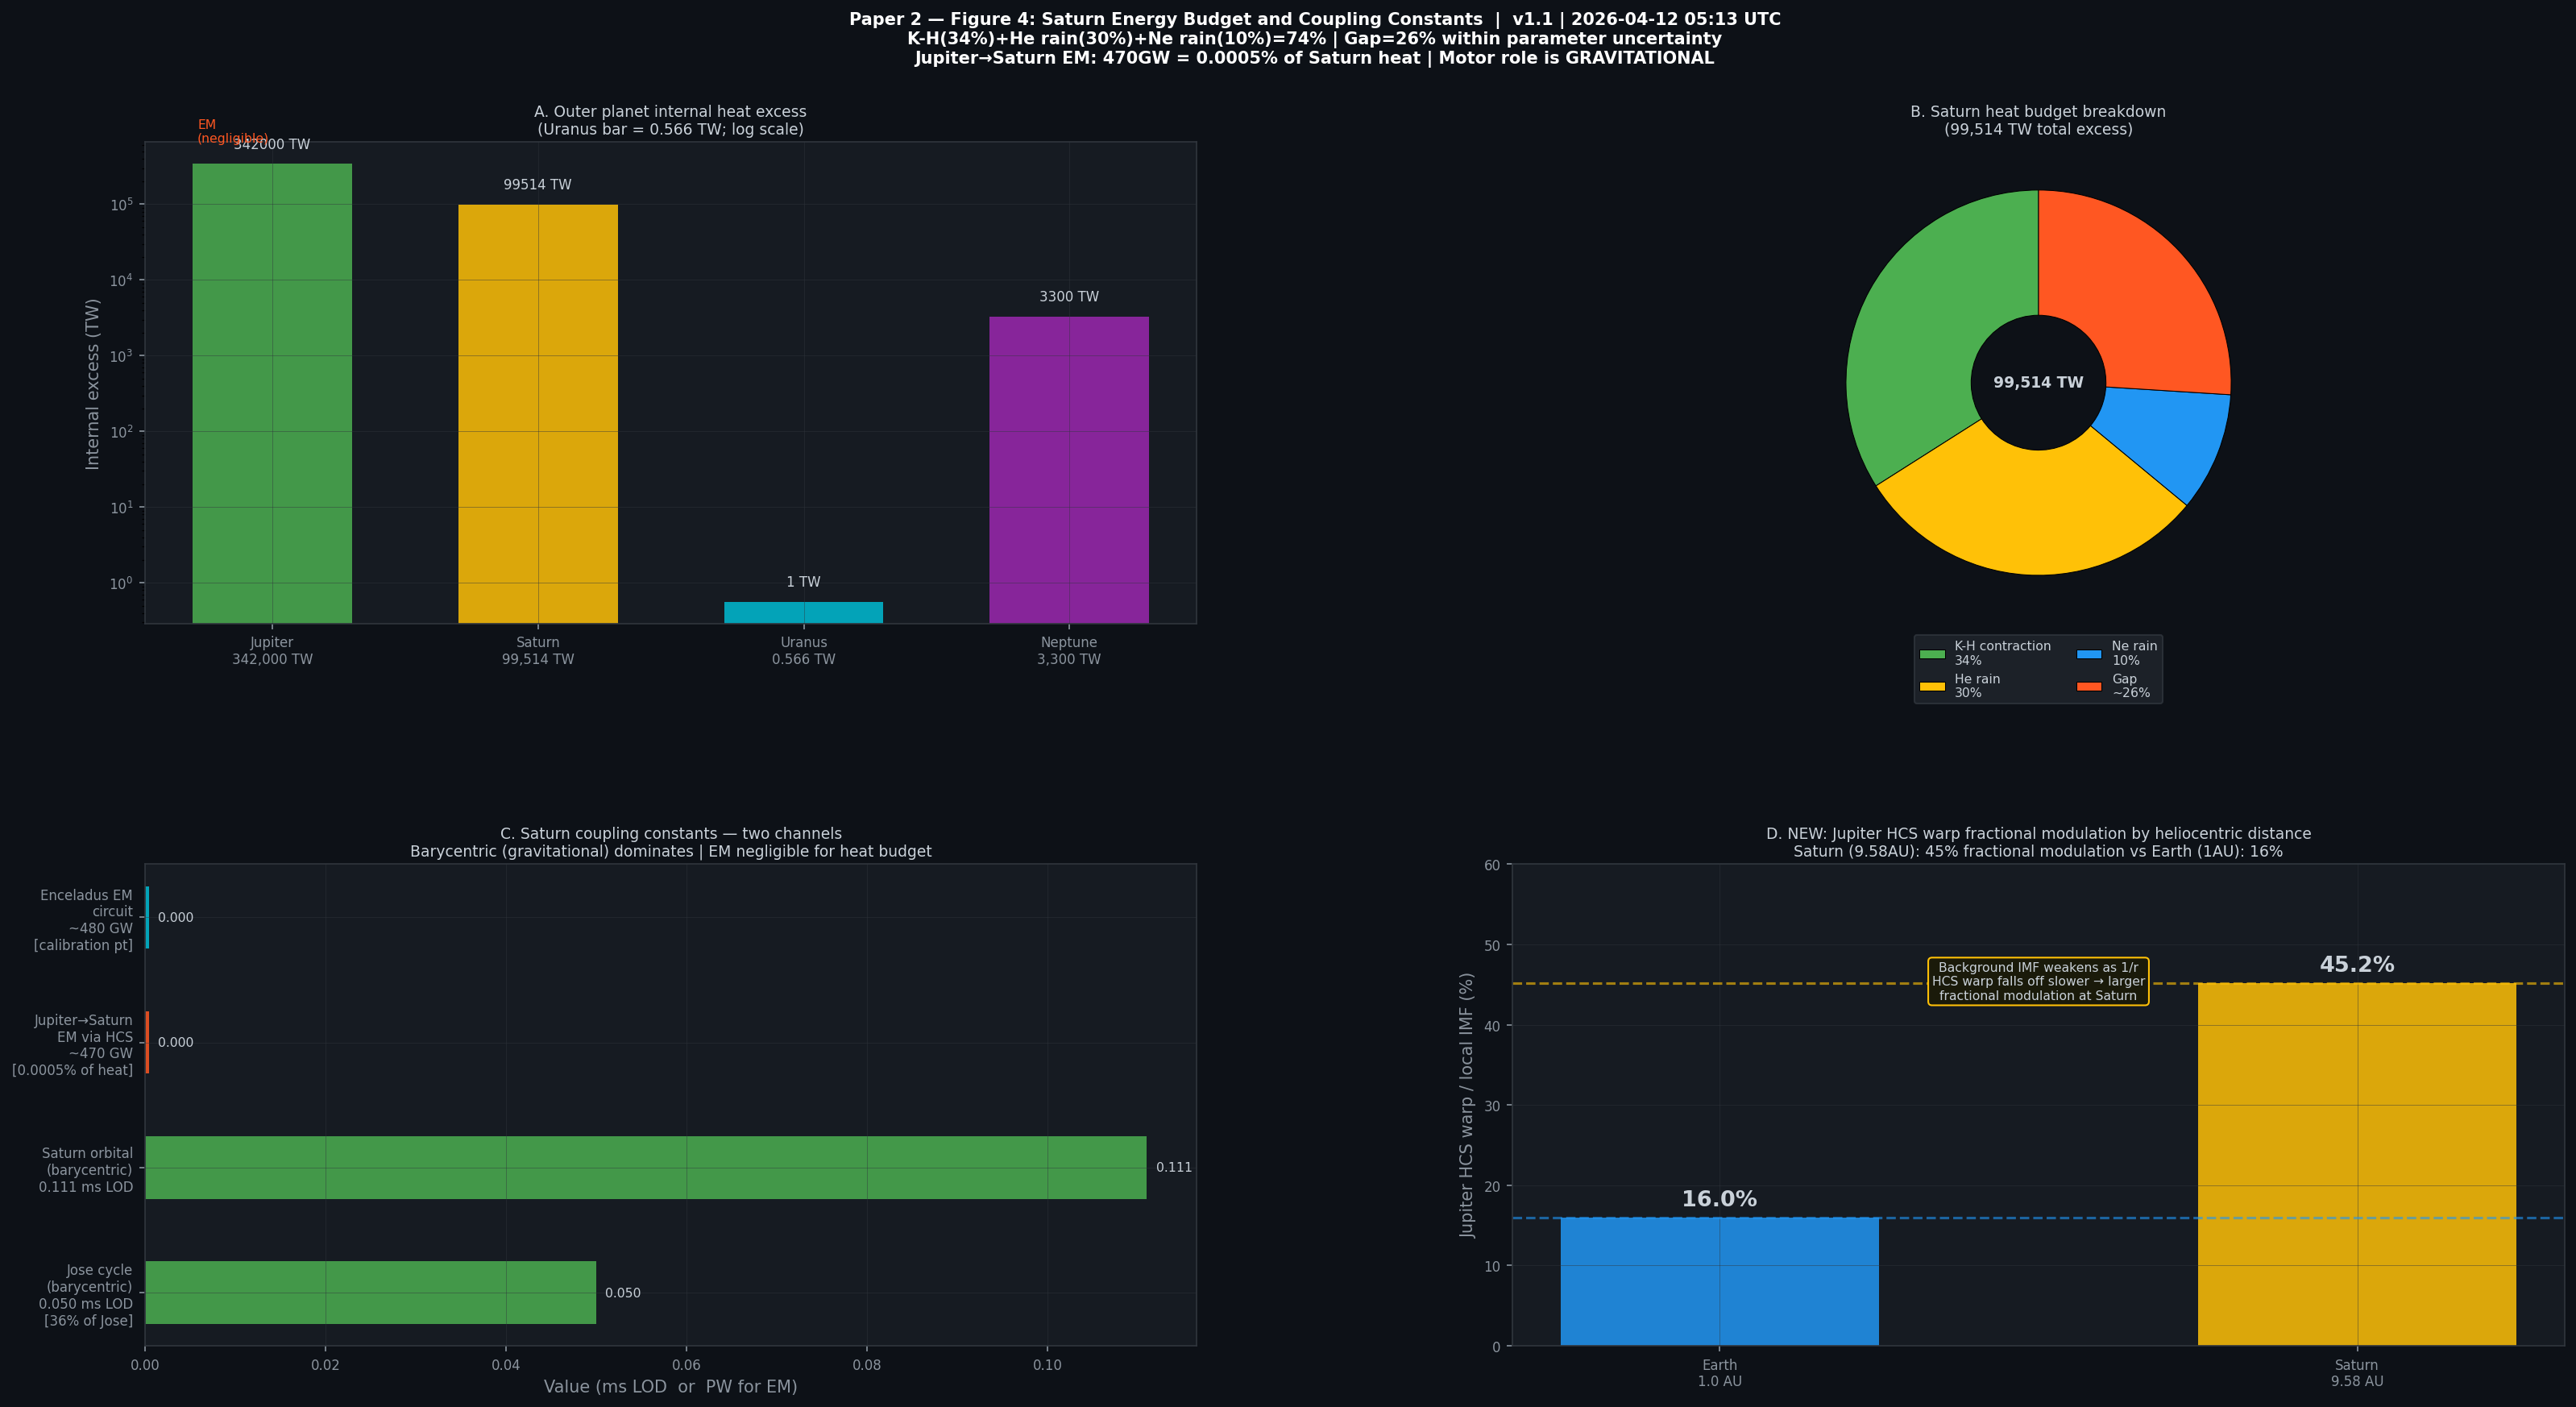 Paper 2 — Figure 4: Saturn Energy Budget and Coupling Constants | v1.1 | 2026-04-12 05:13 UTC
K-H(34%)+He rain(30%)+Ne rain(10%)=74% | Gap=26% within parameter uncertainty
Jupiter→Saturn EM: 470GW = 0.0005% of Saturn heat | Motor role is GRAVITATIONAL
A. Outer planet internal heat excess
(Uranus bar = 0.566 TW; log scale)
EM
(negligible)
342000 TW
99514 TW
1 TW
3300 TW
Internal excess (TW)
10⁵
10⁴
10³
10²
10¹
10⁰
Jupiter
342,000 TW
Saturn
99,514 TW
Uranus
0.566 TW
Neptune
3,300 TW
B. Saturn heat budget breakdown
(99,514 TW total excess)
99,514 TW
K-H contraction
34%
He rain
30%
Ne rain
10%
Gap
~26%
C. Saturn coupling constants — two channels
Barycentric (gravitational) dominates | EM negligible for heat budget
Enceladus EM
circuit
~480 GW
[calibration pt]
0.000
Jupiter→Saturn
EM via HCS
~470 GW
[0.0005% of heat]
0.000
Saturn orbital
(barycentric)
0.111 ms LOD
0.111
Jose cycle
(barycentric)
0.050 ms LOD
[36% of Jose]
0.050
0.00 0.02 0.04 0.06 0.08 0.10
Value (ms LOD or PW for EM)
D. NEW: Jupiter HCS warp fractional modulation by heliocentric distance
Saturn (9.58AU): 45% fractional modulation vs Earth (1AU): 16%
Jupiter HCS warp / local IMF (%)
60
50
40
30
20
10
0
Background IMF weakens as 1/r
HCS warp falls off slower → larger
fractional modulation at Saturn
45.2%
16.0%
Earth
1.0 AU
Saturn
9.58 AU